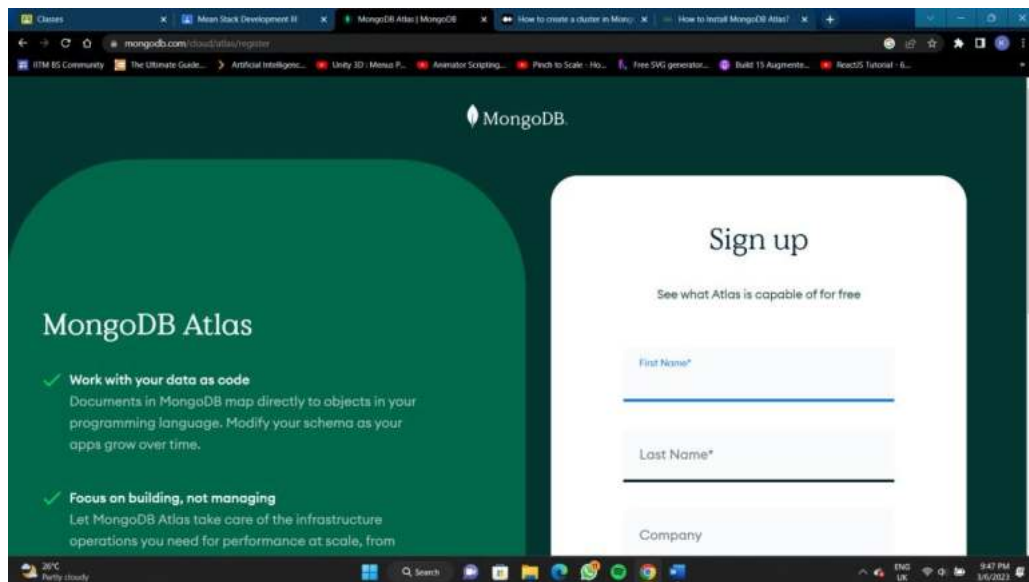 Classes
Mean Stack Development III
MongoDB Atlas | MongoDB
How to create a cluster in Mongo
How to Install MongoDB Atlas?
mongodb.com/cloud/atlas/register
IITM BS Community
The Ultimate Guide...
Artificial Intelligenc...
Unity 3D : Menus P...
Animator Scripting...
Pinch to Scale - Ho...
Free SVG generator...
Build 15 Augmente...
ReactJS Tutorial - 6...
MongoDB.
Sign up
See what Atlas is capable of for free
First Name*
Last Name*
Company
MongoDB Atlas
Work with your data as code
Documents in MongoDB map directly to objects in your
programming language. Modify your schema as your
apps grow over time.
Focus on building, not managing
Let MongoDB Atlas take care of the infrastructure
operations you need for performance at scale, from
26°C
Partly cloudy
Search
ENG
UK
9:47 PM
3/6/2023